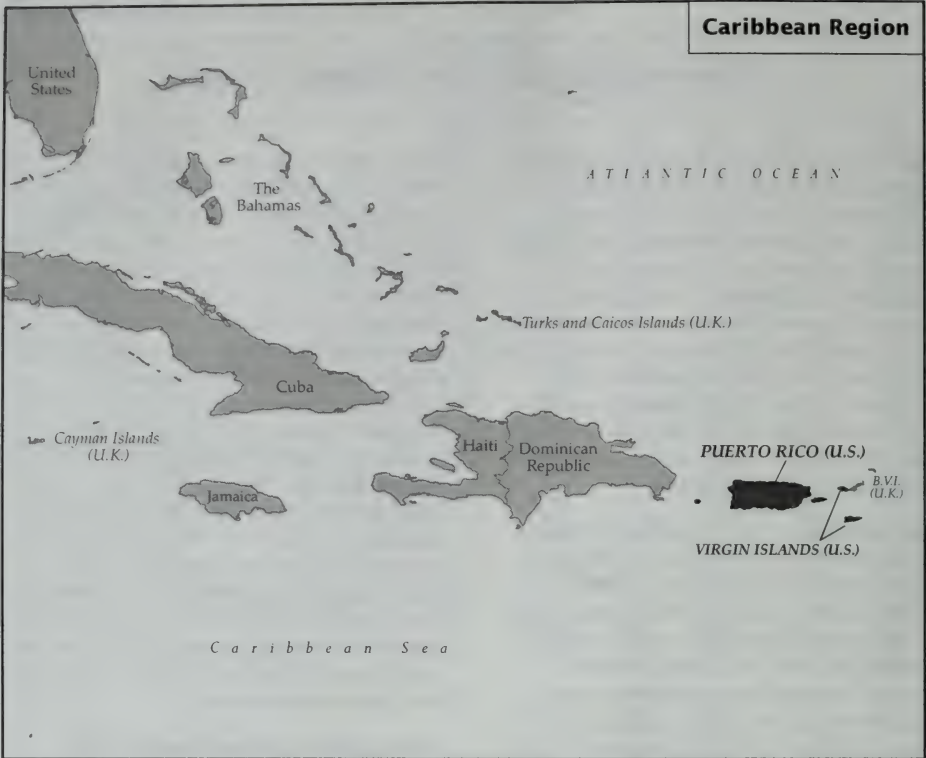 Caribbean Region
United
States
ATLANTIC OCEAN
The
Bahamas
Turks and Caicos Islands (U.K.)
Cuba
Cayman Islands
(U.K.)
Haiti
Dominican
Republic
PUERTO RICO (U.S.)
B.V.I.
(U.K.)
Jamaica
VIRGIN ISLANDS (U.S.)
Caribbean Sea